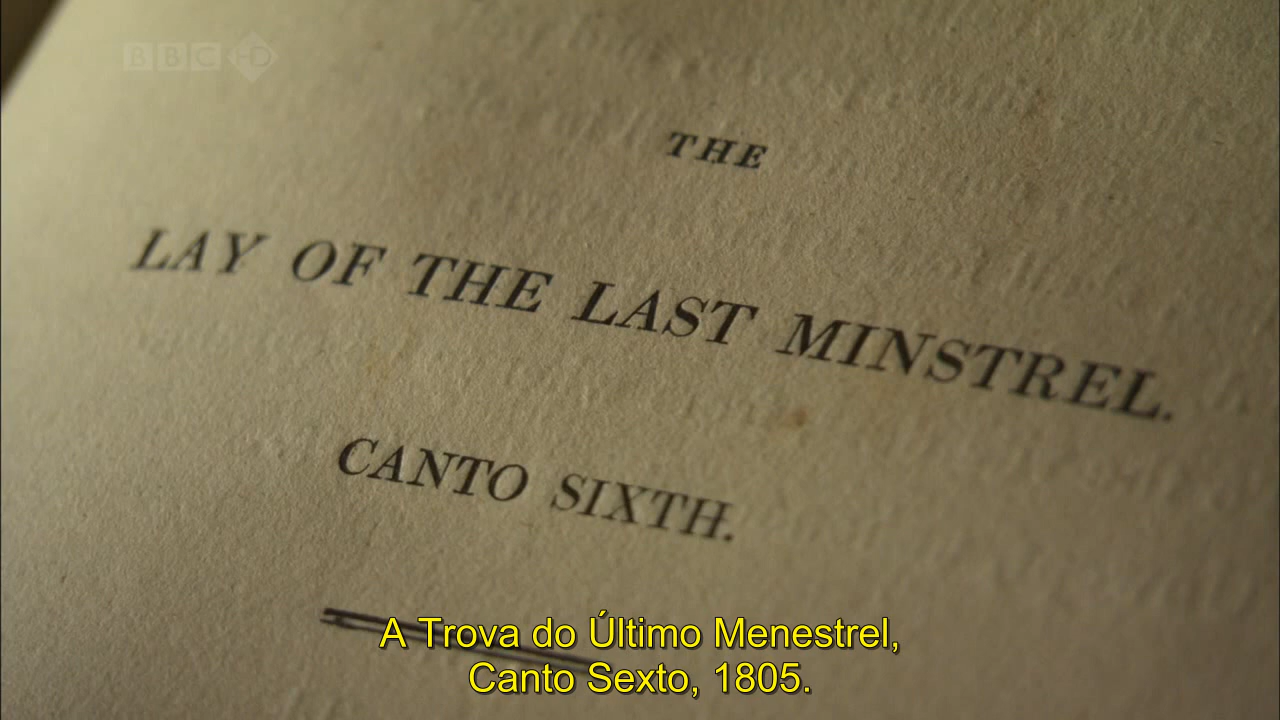 BBC HD
THE
LAY OF THE LAST MINSTREL.
CANTO SIXTH.
A Trova do Último Menestrel,
Canto Sexto, 1805.